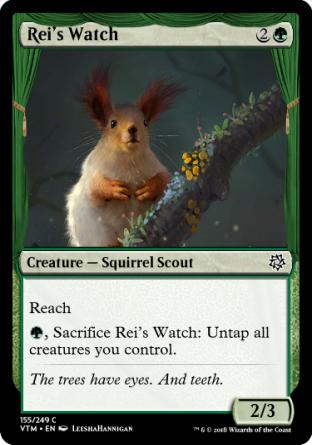 Rei's Watch 2
Creature — Squirrel Scout
Reach
, Sacrifice Rei's Watch: Untap all
creatures you control.
The trees have eyes. And teeth.
155/249 C
VTM • EN LeeshaHannigan
™ & © 2018 Wizards of the Coast
2/3